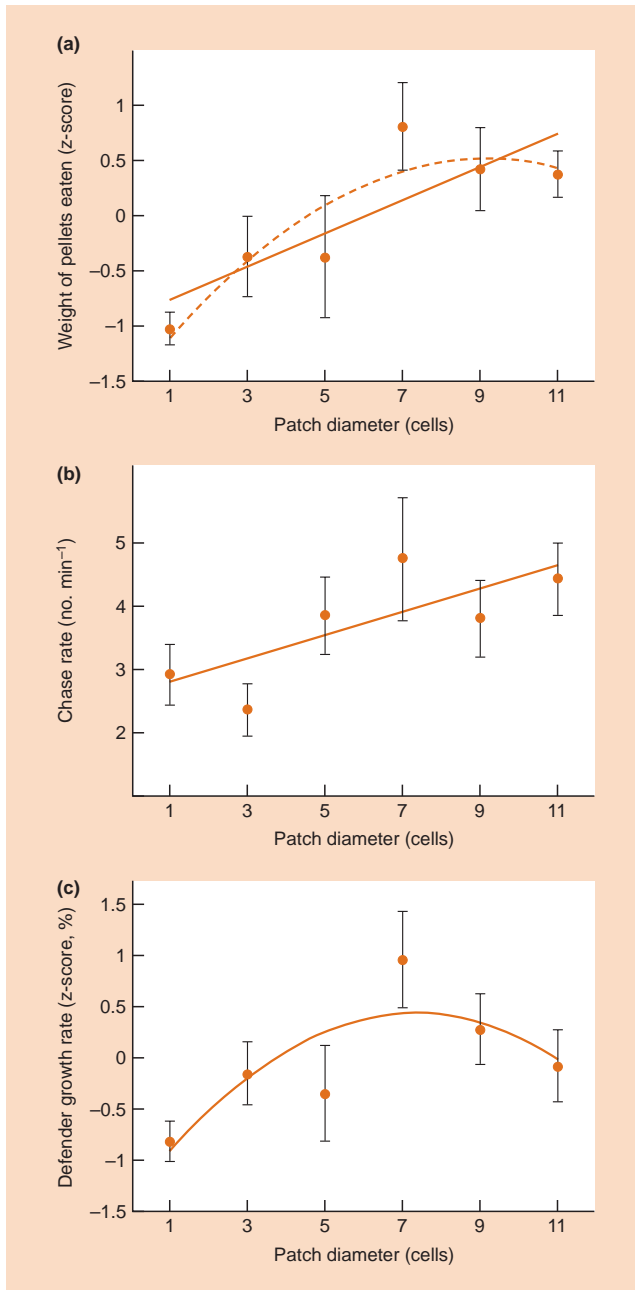 (a)
Weight of pellets eaten (z-score)
1
0.5
0
–0.5
–1
–1.5
1 3 5 7 9 11
Patch diameter (cells)
(b)
Chase rate (no. min⁻¹)
5
4
3
2
1 3 5 7 9 11
Patch diameter (cells)
(c)
Defender growth rate (z-score, %)
1.5
1
0.5
0
–0.5
–1
–1.5
1 3 5 7 9 11
Patch diameter (cells)